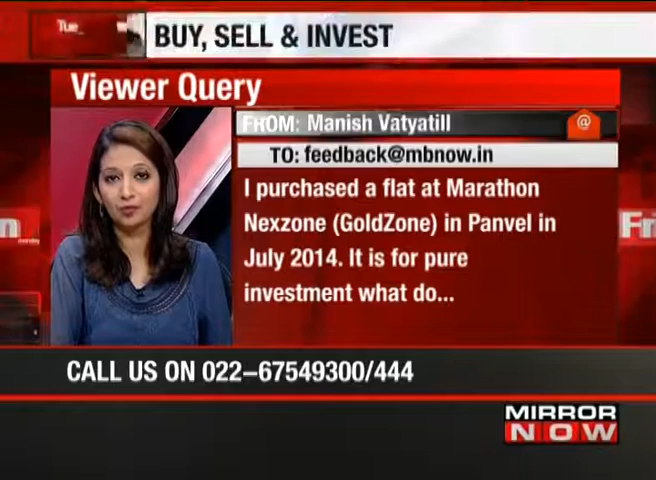 Tue
BUY, SELL & INVEST
Viewer Query
FROM: Manish Vatyatill
@
TO: feedback@mbnow.in
I purchased a flat at Marathon
Nexzone (GoldZone) in Panvel in
July 2014. It is for pure
investment what do...
Fri
CALL US ON 022–67549300/444
MIRROR
NOW